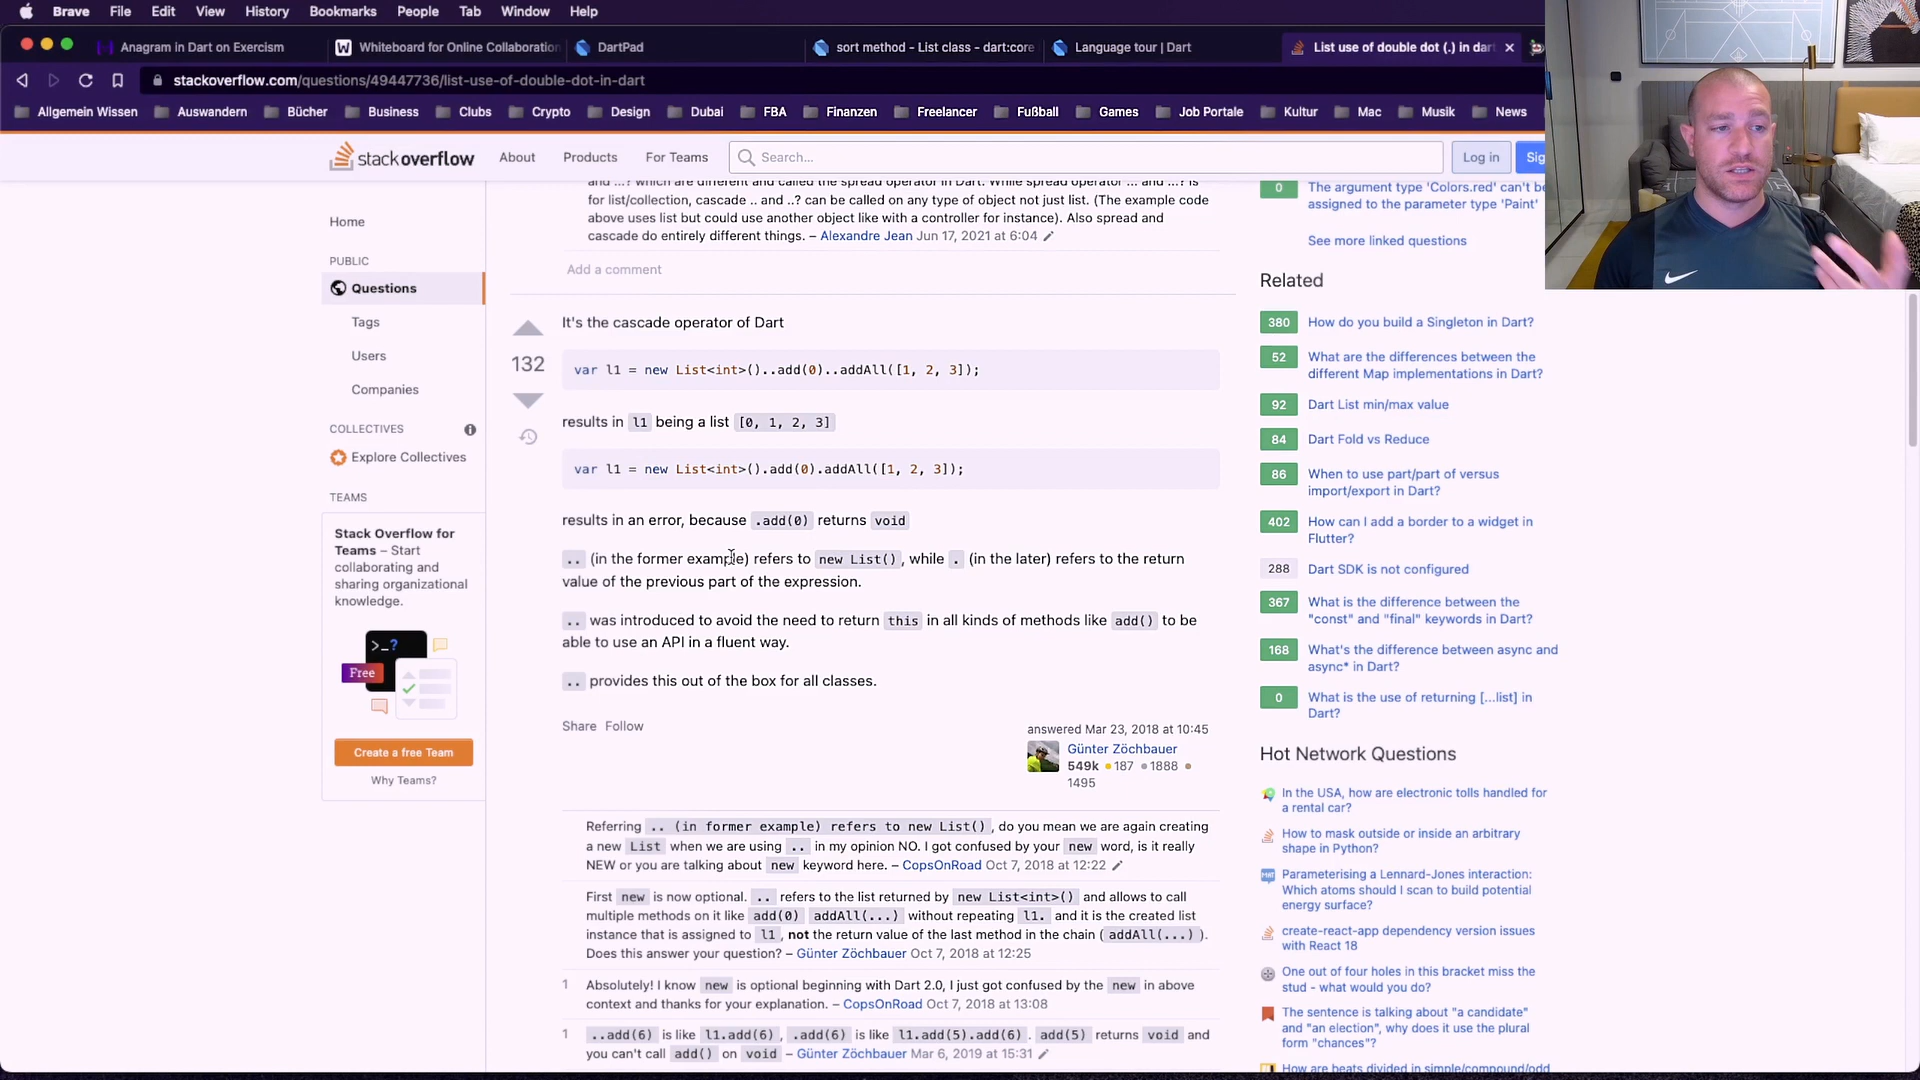 Brave File Edit View History Bookmarks People Tab Window Help
Anagram in Dart on Exercism
Whiteboard for Online Collaboration
DartPad
sort method - List class - dart:core
Language tour | Dart
List use of double dot (.) in dart
stackoverflow.com/questions/49447736/list-use-of-double-dot-in-dart
Allgemein Wissen Auswandern Bücher Business Clubs Crypto Design Dubai FBA Finanzen Freelancer Fußball Games Job Portale Kultur Mac Musik News
stackoverflow About Products For Teams Search... Log in Sig
Home
PUBLIC
Questions
Tags
Users
Companies
COLLECTIVES
Explore Collectives
TEAMS
Stack Overflow for
Teams – Start
collaborating and
sharing organizational
knowledge.
>_?
Free
Create a free Team
Why Teams?
and ...? which are different and called the spread operator in Dart. While spread operator ... and ...? is
for list/collection, cascade .. and ..? can be called on any type of object not just list. (The example code
above uses list but could use another object like with a controller for instance). Also spread and
cascade do entirely different things. – Alexandre Jean Jun 17, 2021 at 6:04
Add a comment
132
It's the cascade operator of Dart
var l1 = new List<int>()..add(0)..addAll([1, 2, 3]);
results in l1 being a list [0, 1, 2, 3]
var l1 = new List<int>().add(0).addAll([1, 2, 3]);
results in an error, because .add(0) returns void
.. (in the former example) refers to new List(), while . (in the later) refers to the return
value of the previous part of the expression.
.. was introduced to avoid the need to return this in all kinds of methods like add() to be
able to use an API in a fluent way.
.. provides this out of the box for all classes.
Share Follow
answered Mar 23, 2018 at 10:45
Günter Zöchbauer
549k 187 1888
1495
Referring .. (in former example) refers to new List() , do you mean we are again creating
a new List when we are using .. in my opinion NO. I got confused by your new word, is it really
NEW or you are talking about new keyword here. – CopsOnRoad Oct 7, 2018 at 12:22
First new is now optional. .. refers to the list returned by new List<int>() and allows to call
multiple methods on it like add(0) addAll(...) without repeating l1. and it is the created list
instance that is assigned to l1 , not the return value of the last method in the chain ( addAll(...) ).
Does this answer your question? – Günter Zöchbauer Oct 7, 2018 at 12:25
1 Absolutely! I know new is optional beginning with Dart 2.0, I just got confused by the new in above
context and thanks for your explanation. – CopsOnRoad Oct 7, 2018 at 13:08
1 ..add(6) is like l1.add(6) , .add(6) is like l1.add(5).add(6) . add(5) returns void and
you can't call add() on void – Günter Zöchbauer Mar 6, 2019 at 15:31
0 The argument type 'Colors.red' can't be
assigned to the parameter type 'Paint'
See more linked questions
Related
380 How do you build a Singleton in Dart?
52 What are the differences between the
different Map implementations in Dart?
92 Dart List min/max value
84 Dart Fold vs Reduce
86 When to use part/part of versus
import/export in Dart?
402 How can I add a border to a widget in
Flutter?
288 Dart SDK is not configured
367 What is the difference between the
"const" and "final" keywords in Dart?
168 What's the difference between async and
async* in Dart?
0 What is the use of returning [...list] in
Dart?
Hot Network Questions
In the USA, how are electronic tolls handled for
a rental car?
How to mask outside or inside an arbitrary
shape in Python?
Parameterising a Lennard-Jones interaction:
Which atoms should I scan to build potential
energy surface?
create-react-app dependency version issues
with React 18
One out of four holes in this bracket miss the
stud - what would you do?
The sentence is talking about "a candidate"
and "an election", why does it use the plural
form "chances"?
How are beats divided in simple/compound/odd